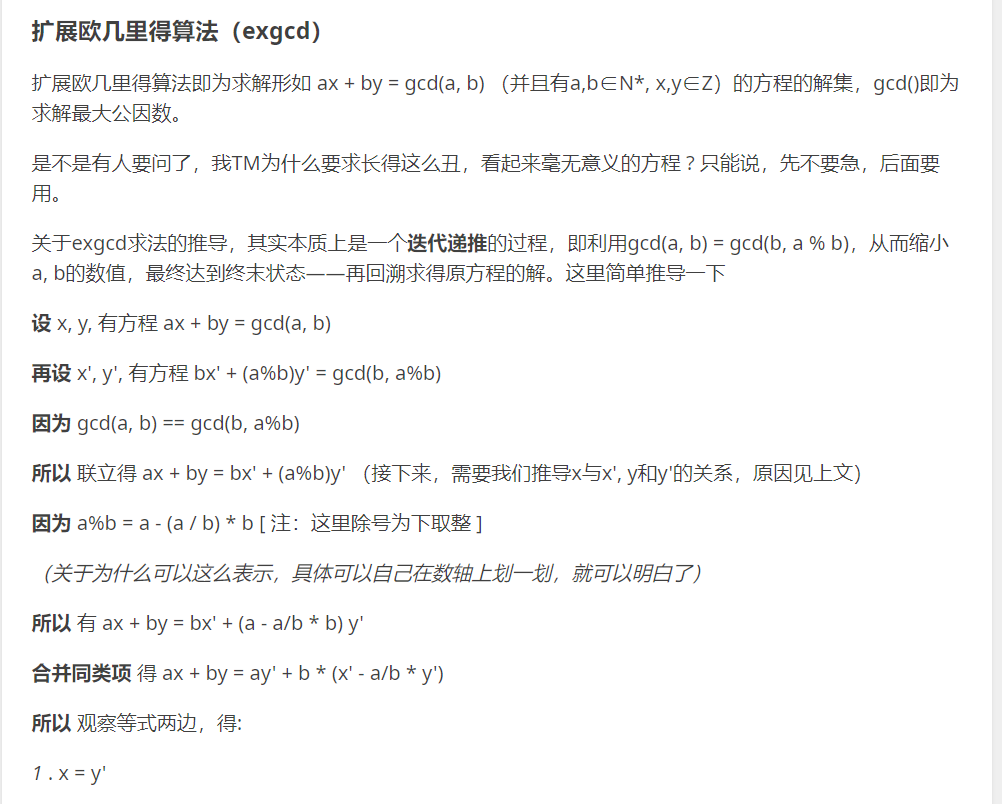 扩展欧几里得算法（exgcd）
扩展欧几里得算法即为求解形如 ax + by = gcd(a, b) （并且有a,b∈N*, x,y∈Z）的方程的解集，gcd()即为
求解最大公因数。
是不是有人要问了，我TM为什么要求长得这么丑，看起来毫无意义的方程？只能说，先不要急，后面要
用。
关于exgcd求法的推导，其实本质上是一个迭代递推的过程，即利用gcd(a, b) = gcd(b, a % b)，从而缩小
a, b的数值，最终达到终末状态——再回溯求得原方程的解。这里简单推导一下
设 x, y, 有方程 ax + by = gcd(a, b)
再设 x', y', 有方程 bx' + (a%b)y' = gcd(b, a%b)
因为 gcd(a, b) == gcd(b, a%b)
所以 联立得 ax + by = bx' + (a%b)y' （接下来，需要我们推导x与x', y和y'的关系，原因见上文）
因为 a%b = a - (a / b) * b [ 注：这里除号为下取整 ]
（关于为什么可以这么表示，具体可以自己在数轴上划一划，就可以明白了）
所以 有 ax + by = bx' + (a - a/b * b) y'
合并同类项 得 ax + by = ay' + b * (x' - a/b * y')
所以 观察等式两边，得:
1 . x = y'